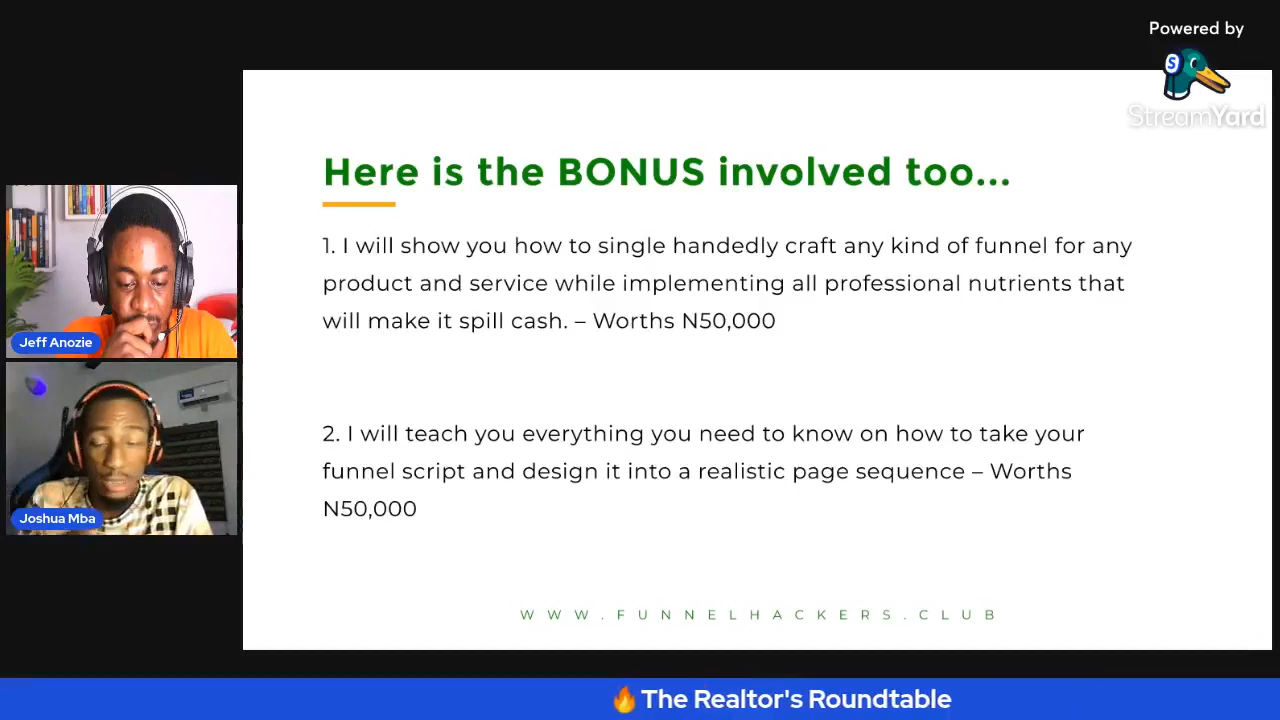 Powered by
StreamYard
Here is the BONUS involved too...
1. I will show you how to single handedly craft any kind of funnel for any
product and service while implementing all professional nutrients that
will make it spill cash. – Worths N50,000
2. I will teach you everything you need to know on how to take your
funnel script and design it into a realistic page sequence – Worths
N50,000
WWW.FUNNELHACKERS.CLUB
Jeff Anozie
Joshua Mba
🔥 The Realtor's Roundtable